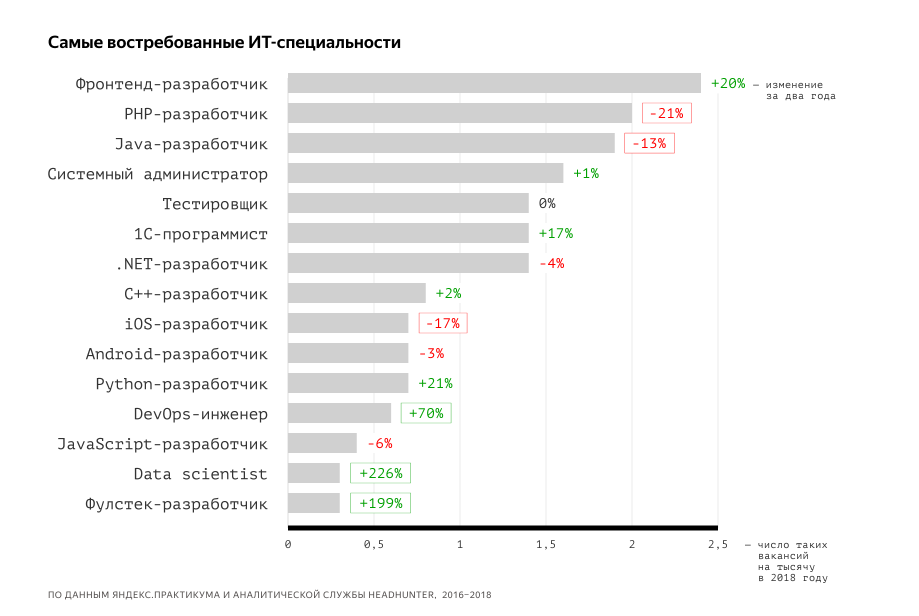 Самые востребованные ИТ-специальности
Фронтенд-разработчик +20% — изменение
за два года
PHP-разработчик -21%
Java-разработчик -13%
Системный администратор +1%
Тестировщик 0%
1С-программист +17%
.NET-разработчик -4%
C++-разработчик +2%
iOS-разработчик -17%
Android-разработчик -3%
Python-разработчик +21%
DevOps-инженер +70%
JavaScript-разработчик -6%
Data scientist +226%
Фулстек-разработчик +199%
0 0,5 1 1,5 2 2,5 — число таких
вакансий
на тысячу
в 2018 году
ПО ДАННЫМ ЯНДЕКС.ПРАКТИКУМА И АНАЛИТИЧЕСКОЙ СЛУЖБЫ HEADHUNTER, 2016–2018